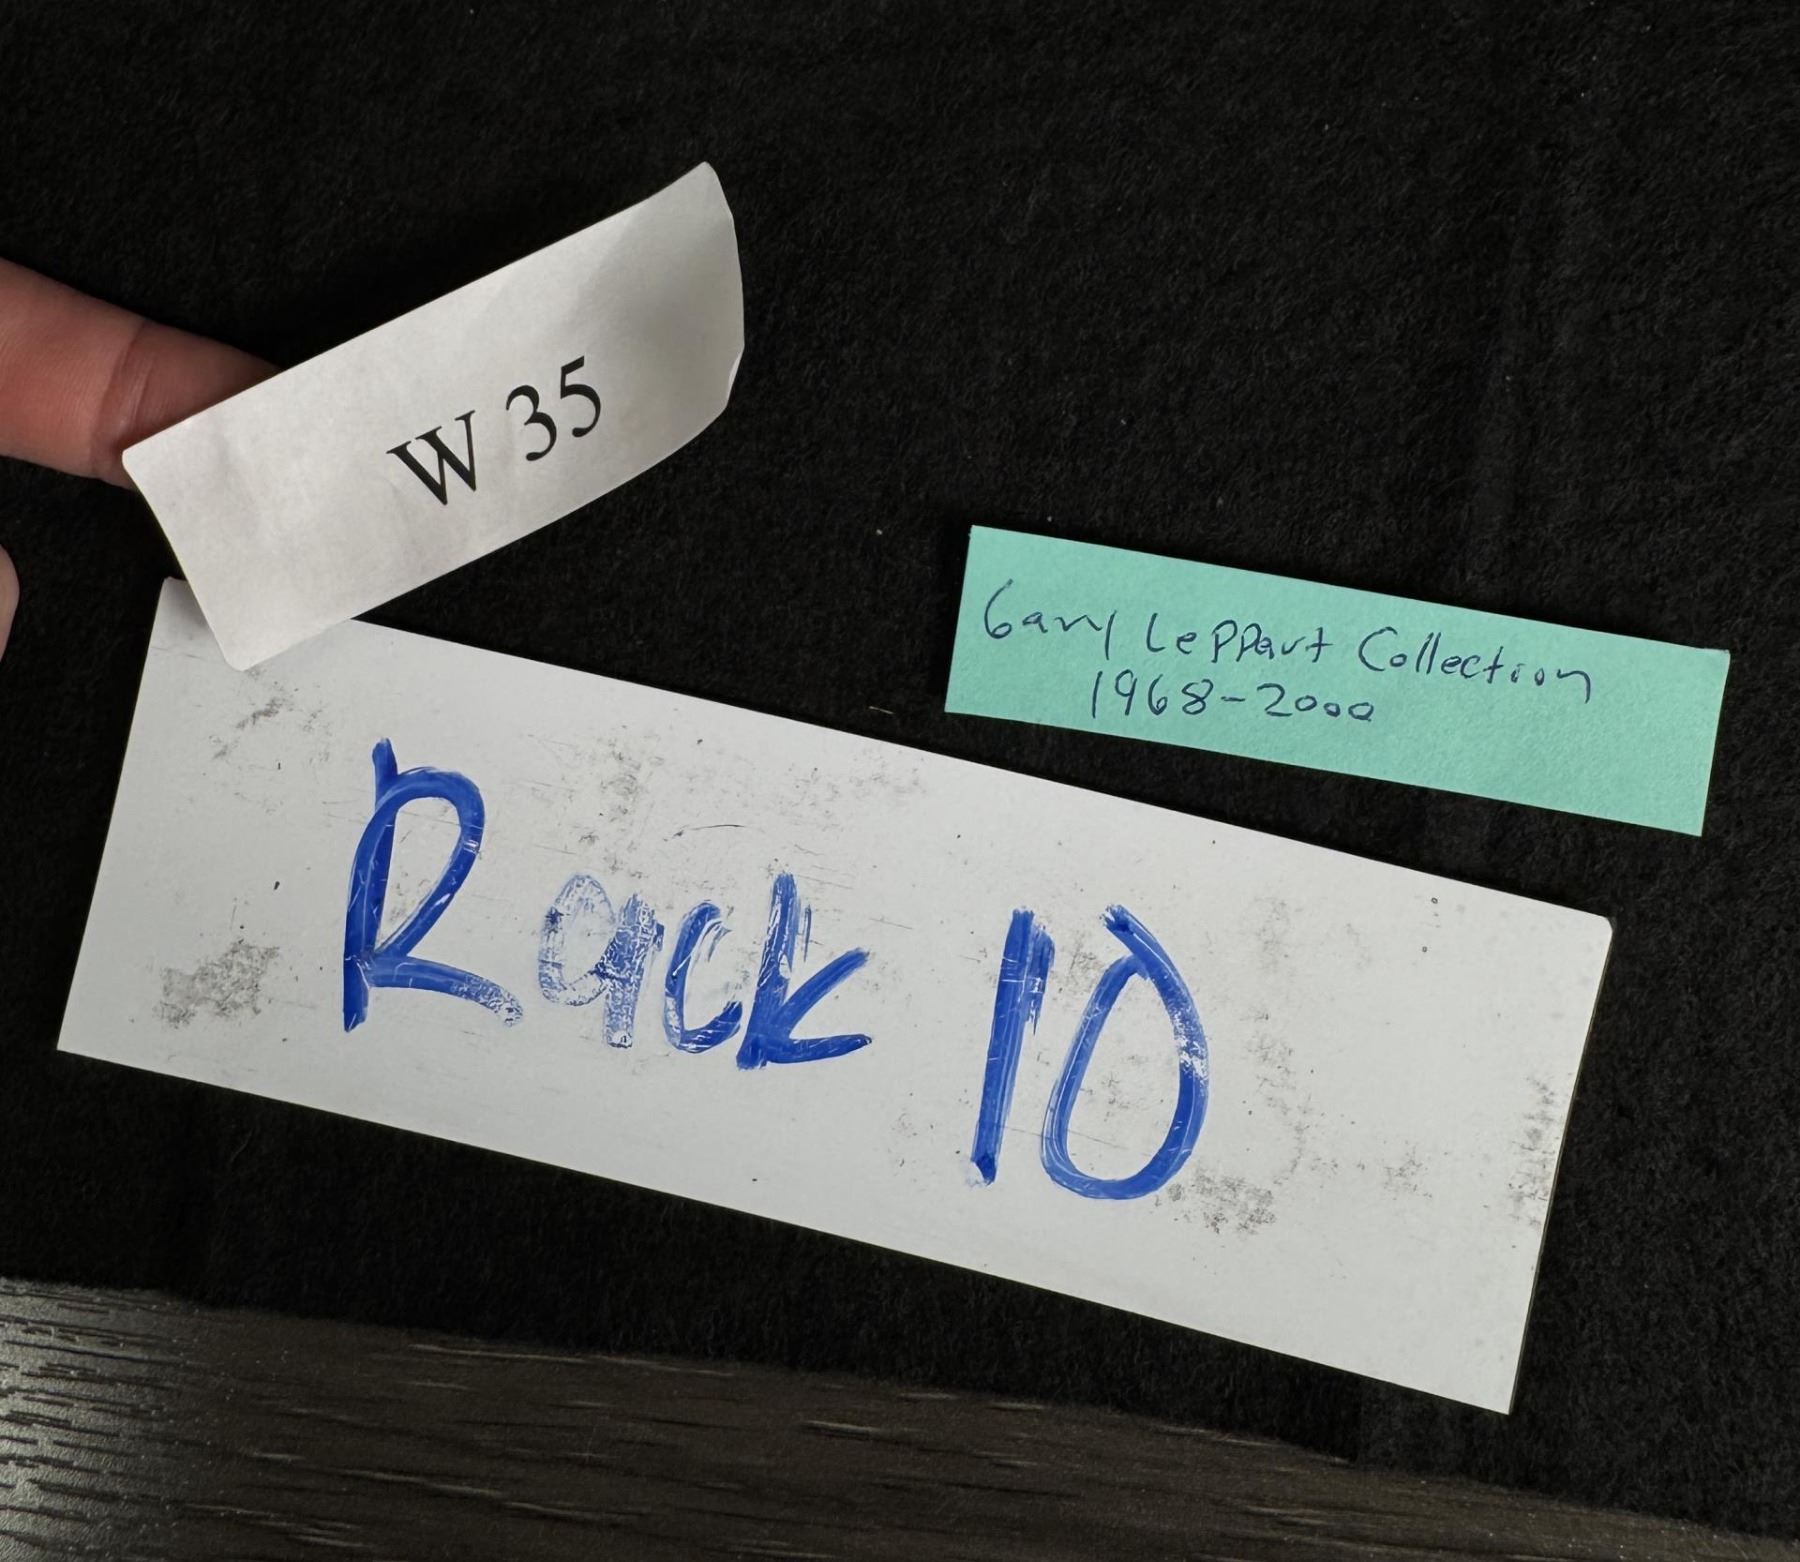 W 35
Gary Leppart Collection
1968-2000
Rack 10